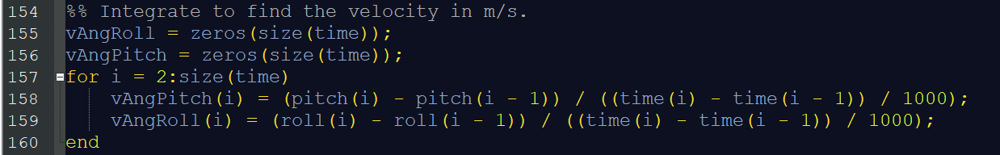 154 %% Integrate to find the velocity in m/s.
155 vAngRoll = zeros(size(time));
156 vAngPitch = zeros(size(time));
157 for i = 2:size(time)
158 vAngPitch(i) = (pitch(i) - pitch(i - 1)) / ((time(i) - time(i - 1)) / 1000);
159 vAngRoll(i) = (roll(i) - roll(i - 1)) / ((time(i) - time(i - 1)) / 1000);
160 end